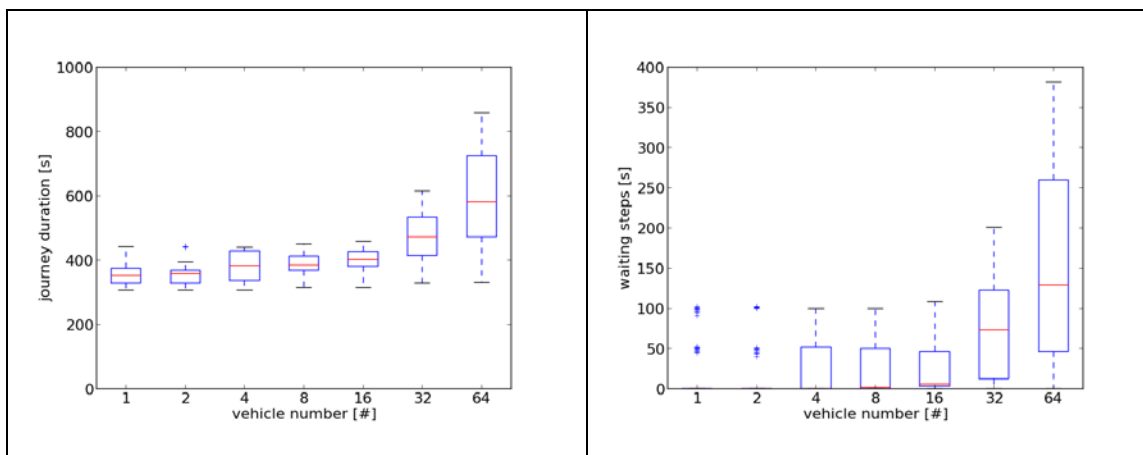 1000
800
600
400
200
0
journey duration [s]
1 2 4 8 16 32 64
vehicle number [#]
400
350
300
250
200
150
100
50
0
waiting steps [s]
1 2 4 8 16 32 64
vehicle number [#]